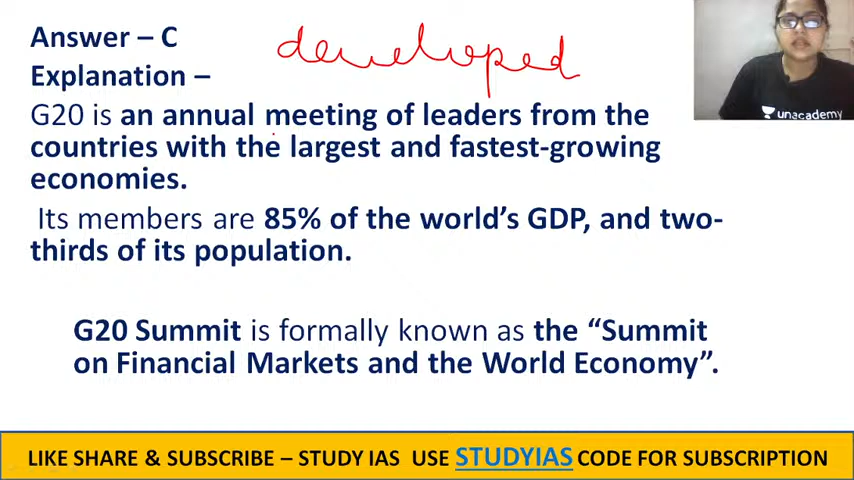 Answer – C
developed
Explanation –
G20 is an annual meeting of leaders from the
countries with the largest and fastest-growing
economies.
Its members are 85% of the world’s GDP, and two-
thirds of its population.
G20 Summit is formally known as the “Summit
on Financial Markets and the World Economy”.
unacademy
LIKE SHARE & SUBSCRIBE – STUDY IAS USE STUDYIAS CODE FOR SUBSCRIPTION